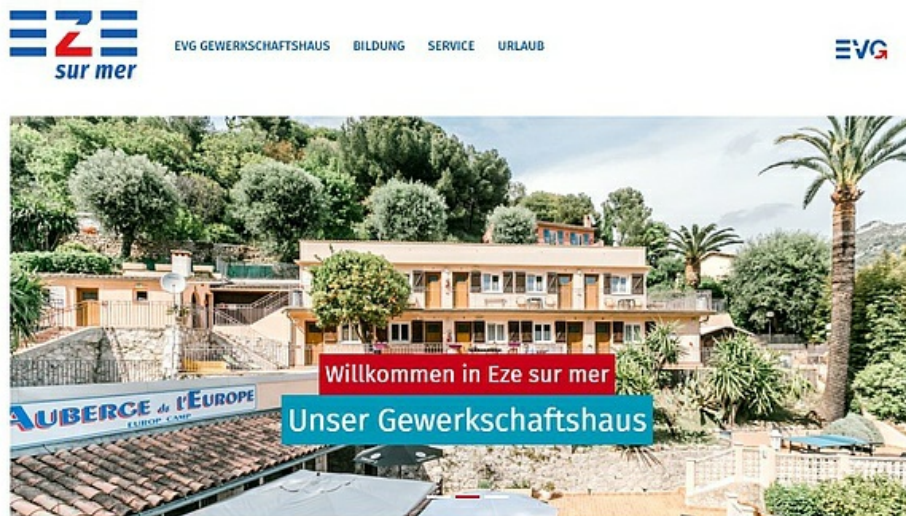 EZE
sur mer
EVG GEWERKSCHAFTSHAUS BILDUNG SERVICE URLAUB
EVG
Willkommen in Eze sur mer
Unser Gewerkschaftshaus
AUBERGE de l'EUROPE
EUROP CAMP